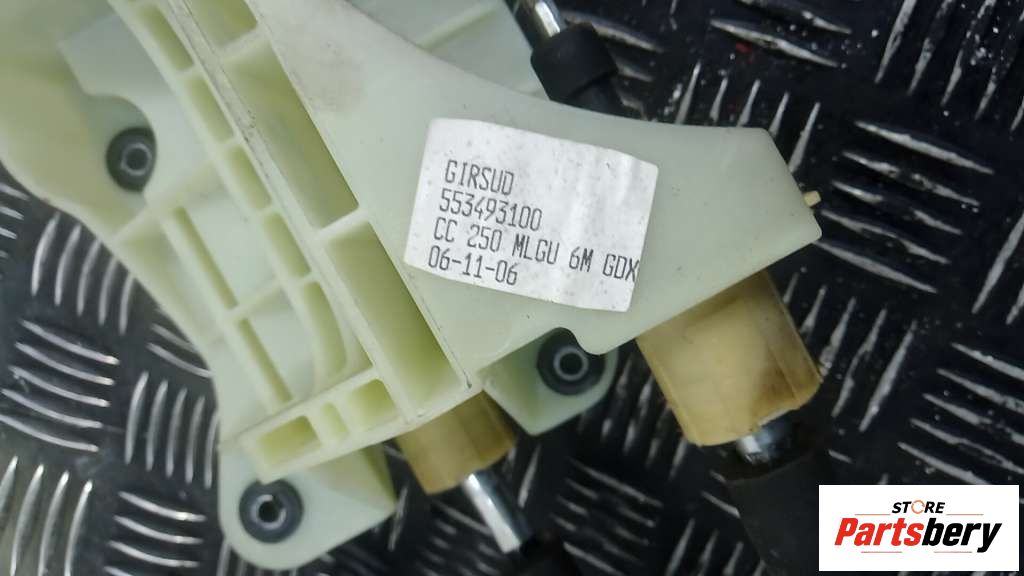 GIRSUD
553493100
CC 250 MLGU 6M GDX
06-11-06
STORE
Partsbery